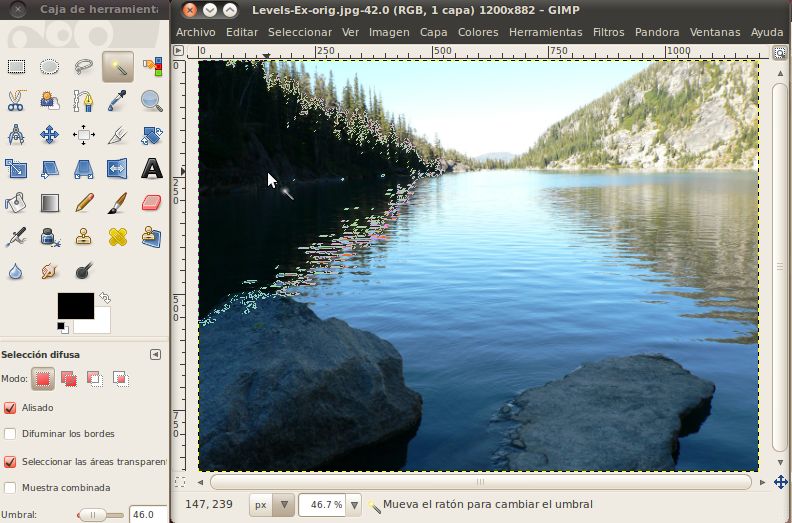 Caja de herramienta
Levels-Ex-orig.jpg-42.0 (RGB, 1 capa) 1200x882 – GIMP
Archivo Editar Seleccionar Ver Imagen Capa Colores Herramientas Filtros Pandora Ventanas Ayuda
0 250 500 750 1000
0
250
500
750
Selección difusa
Modo:
Alisado
Difuminar los bordes
Seleccionar las áreas transparent
Muestra combinada
Umbral: 46.0
147, 239 px 46.7 % Mueva el ratón para cambiar el umbral